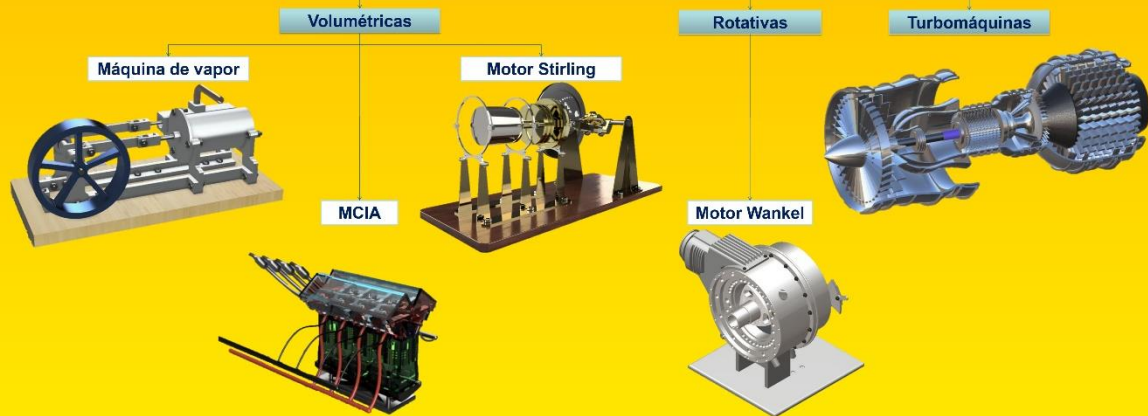 Volumétricas
Rotativas
Turbomáquinas
Máquina de vapor
Motor Stirling
MCIA
Motor Wankel